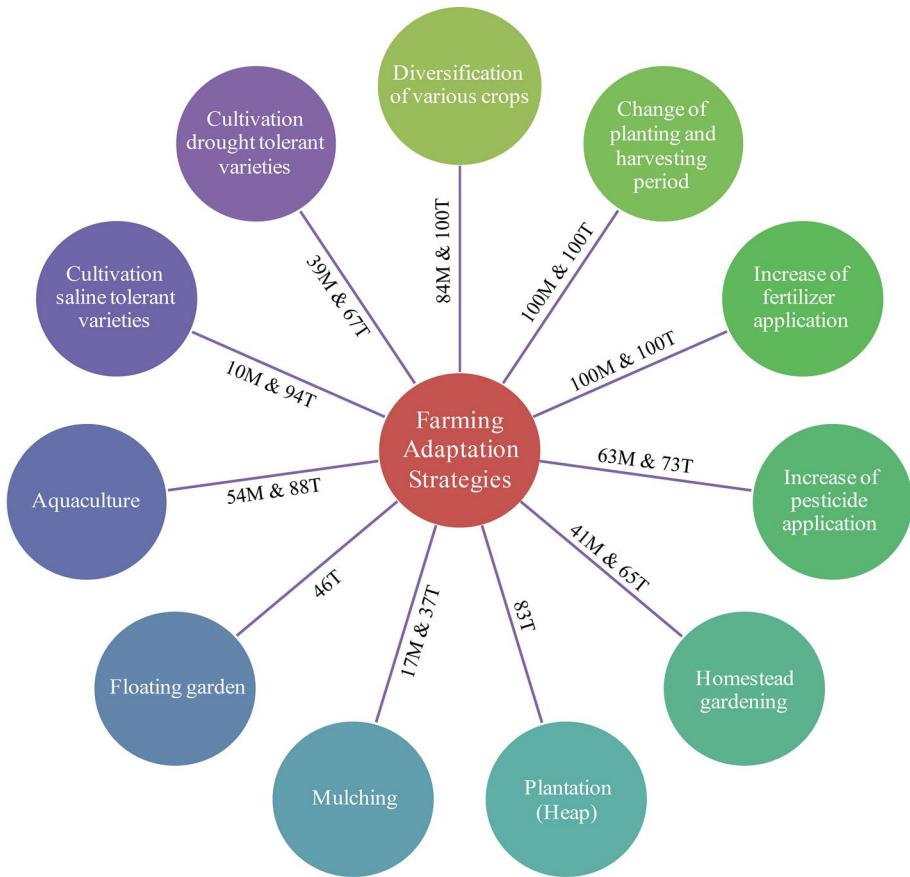 Diversification
of various crops
Change of
planting and
harvesting
period
Increase of
fertilizer
application
Increase of
pesticide
application
Homestead
gardening
Plantation
(Heap)
Mulching
Floating garden
Aquaculture
Cultivation
saline tolerant
varieties
Cultivation
drought tolerant
varieties
Farming
Adaptation
Strategies
84M & 100T
100M & 100T
100M & 100T
63M & 73T
41M & 65T
83T
17M & 37T
46T
54M & 88T
10M & 94T
39M & 67T